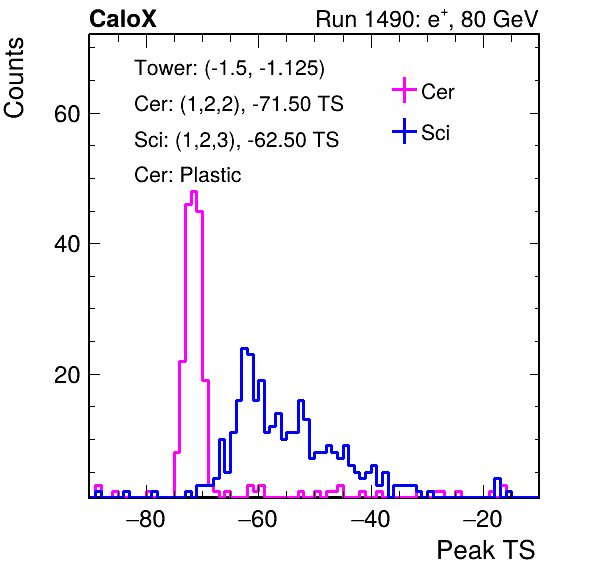 CaloX Run 1490: e⁺, 80 GeV
Counts
Tower: (-1.5, -1.125)
Cer: (1,2,2), -71.50 TS
Sci: (1,2,3), -62.50 TS
Cer: Plastic
Cer
Sci
60
40
20
−80 −60 −40 −20
Peak TS